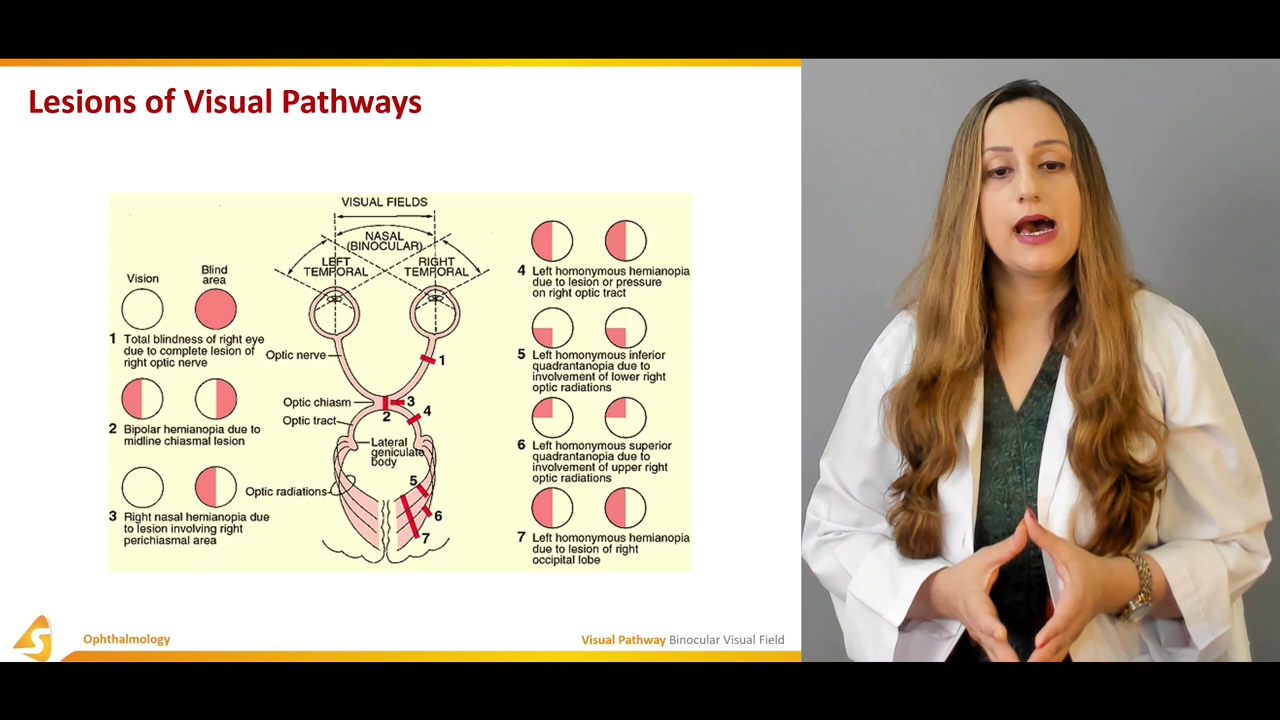 Lesions of Visual Pathways
VISUAL FIELDS
NASAL
(BINOCULAR)
LEFT
TEMPORAL
RIGHT
TEMPORAL
Vision
Blind
area
1 Total blindness of right eye
due to complete lesion of
right optic nerve
2 Bipolar hemianopia due to
midline chiasmal lesion
3 Right nasal hemianopia due
to lesion involving right
perichiasmal area
Optic nerve
Optic chiasm
Optic tract
Lateral
geniculate
body
Optic radiations
1
3
2
4
5
6
7
4 Left homonymous hemianopia
due to lesion or pressure
on right optic tract
5 Left homonymous inferior
quadrantanopia due to
involvement of lower right
optic radiations
6 Left homonymous superior
quadrantanopia due to
involvement of upper right
optic radiations
7 Left homonymous hemianopia
due to lesion of right
occipital lobe
S
Ophthalmology
Visual Pathway Binocular Visual Field